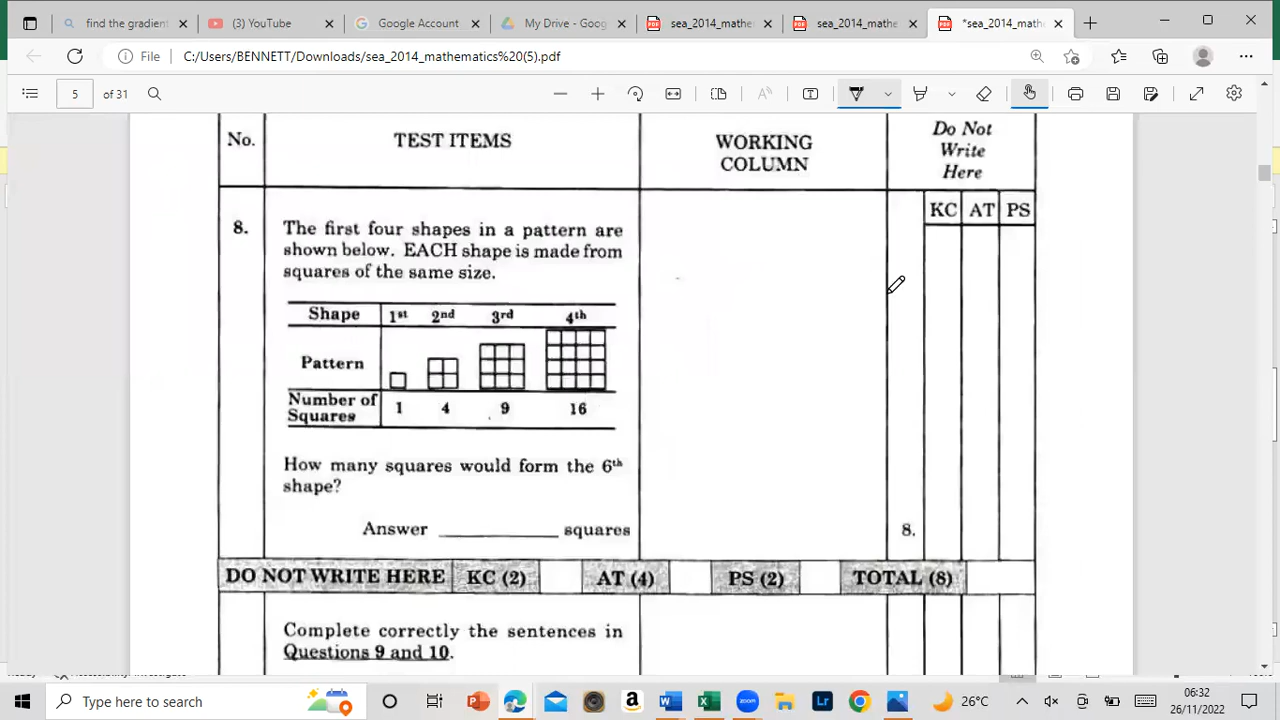 find the gradient
(3) YouTube
Google Account
My Drive - Goog
sea_2014_mathe
sea_2014_mathe
*sea_2014_math
File C:/Users/BENNETT/Downloads/sea_2014_mathematics%20(5).pdf
5 of 31
No. TEST ITEMS WORKING COLUMN Do Not Write Here
KC AT PS
8. The first four shapes in a pattern are
shown below. EACH shape is made from
squares of the same size.
Shape 1st 2nd 3rd 4th
Pattern
Number of
Squares 1 4 9 16
How many squares would form the 6th
shape?
Answer __________ squares 8.
DO NOT WRITE HERE KC (2) AT (4) PS (2) TOTAL (8)
Complete correctly the sentences in
Questions 9 and 10.
Type here to search
26°C
06:32
26/11/2022